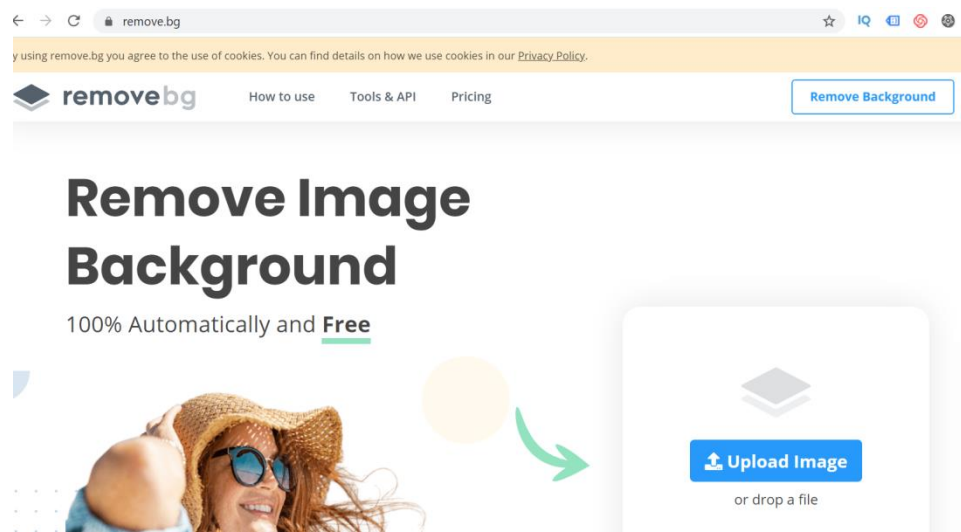 remove.bg
IQ
y using remove.bg you agree to the use of cookies. You can find details on how we use cookies in our Privacy Policy.
removebg
How to use
Tools & API
Pricing
Remove Background
Remove Image
Background
100% Automatically and Free
Upload Image
or drop a file